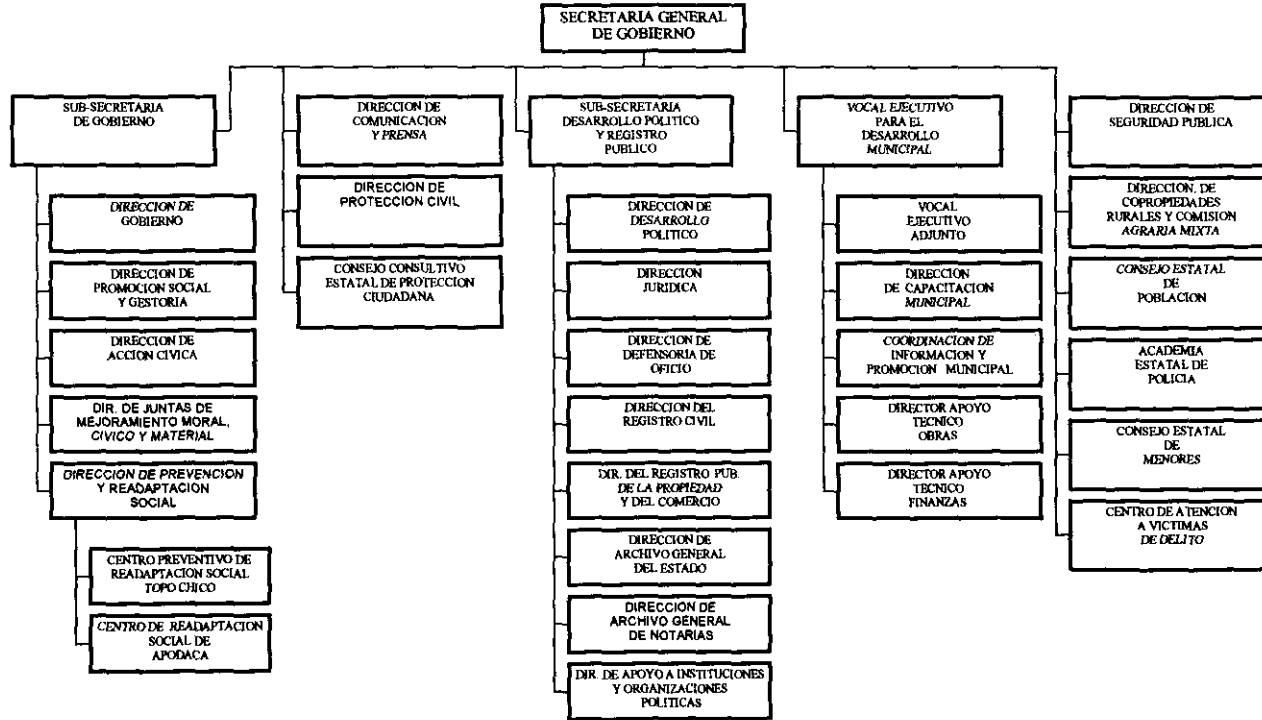 SECRETARIA GENERAL
DE GOBIERNO
SUB-SECRETARIA
DE GOBIERNO
DIRECCION DE
GOBIERNO
DIRECCION DE
PROMOCION SOCIAL
Y GESTORIA
DIRECCION DE
ACCION CIVICA
DIR. DE JUNTAS DE
MEJORAMIENTO MORAL,
CIVICO Y MATERIAL
DIRECCION DE PREVENCION
Y READAPTACION
SOCIAL
CENTRO PREVENTIVO DE
READAPTACION SOCIAL
TOPO CHICO
CENTRO DE READAPTACION
SOCIAL DE
APODACA
DIRECCION DE
COMUNICACION
Y PRENSA
DIRECCION DE
PROTECCION CIVIL
CONSEJO CONSULTIVO
ESTATAL DE PROTECCION
CIUDADANA
SUB-SECRETARIA
DESARROLLO POLITICO
Y REGISTRO
PUBLICO
DIRECCION DE
DESARROLLO
POLITICO
DIRECCION
JURIDICA
DIRECCION DE
DEFENSORIA DE
OFICIO
DIRECCION DEL
REGISTRO CIVIL
DIR. DEL REGISTRO PUB.
DE LA PROPIEDAD
Y DEL COMERCIO
DIRECCION DE
ARCHIVO GENERAL
DEL ESTADO
DIRECCION DE
ARCHIVO GENERAL
DE NOTARIAS
DIR. DE APOYO A INSTITUCIONES
Y ORGANIZACIONES
POLITICAS
VOCAL EJECUTIVO
PARA EL
DESARROLLO
MUNICIPAL
VOCAL
EJECUTIVO
ADJUNTO
DIRECCION
DE CAPACITACION
MUNICIPAL
COORDINACION DE
INFORMACION Y
PROMOCION MUNICIPAL
DIRECTOR APOYO
TECNICO
OBRAS
DIRECTOR APOYO
TECNICO
FINANZAS
DIRECCION DE
SEGURIDAD PUBLICA
DIRECCION. DE
COPROPIEDADES
RURALES Y COMISION
AGRARIA MIXTA
CONSEJO ESTATAL
DE
POBLACION
ACADEMIA
ESTATAL DE
POLICIA
CONSEJO ESTATAL
DE
MENORES
CENTRO DE ATENCION
A VICTIMAS
DE DELITO